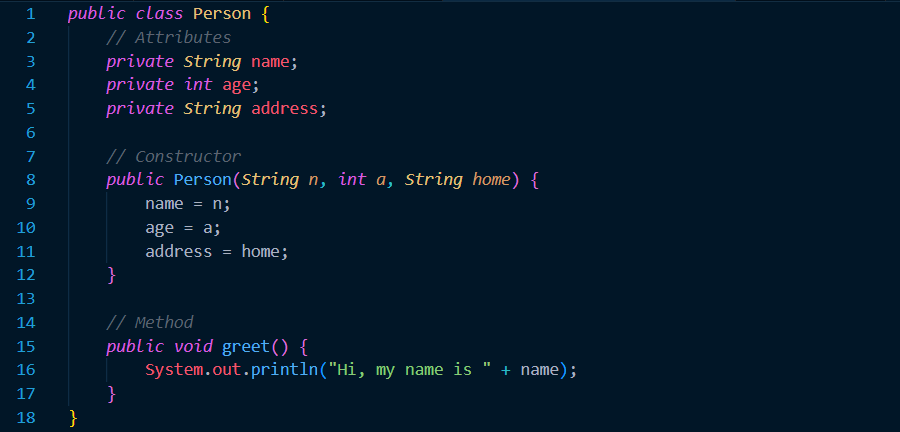 1 public class Person {
2 // Attributes
3 private String name;
4 private int age;
5 private String address;
6
7 // Constructor
8 public Person(String n, int a, String home) {
9 name = n;
10 age = a;
11 address = home;
12 }
13
14 // Method
15 public void greet() {
16 System.out.println("Hi, my name is " + name);
17 }
18 }